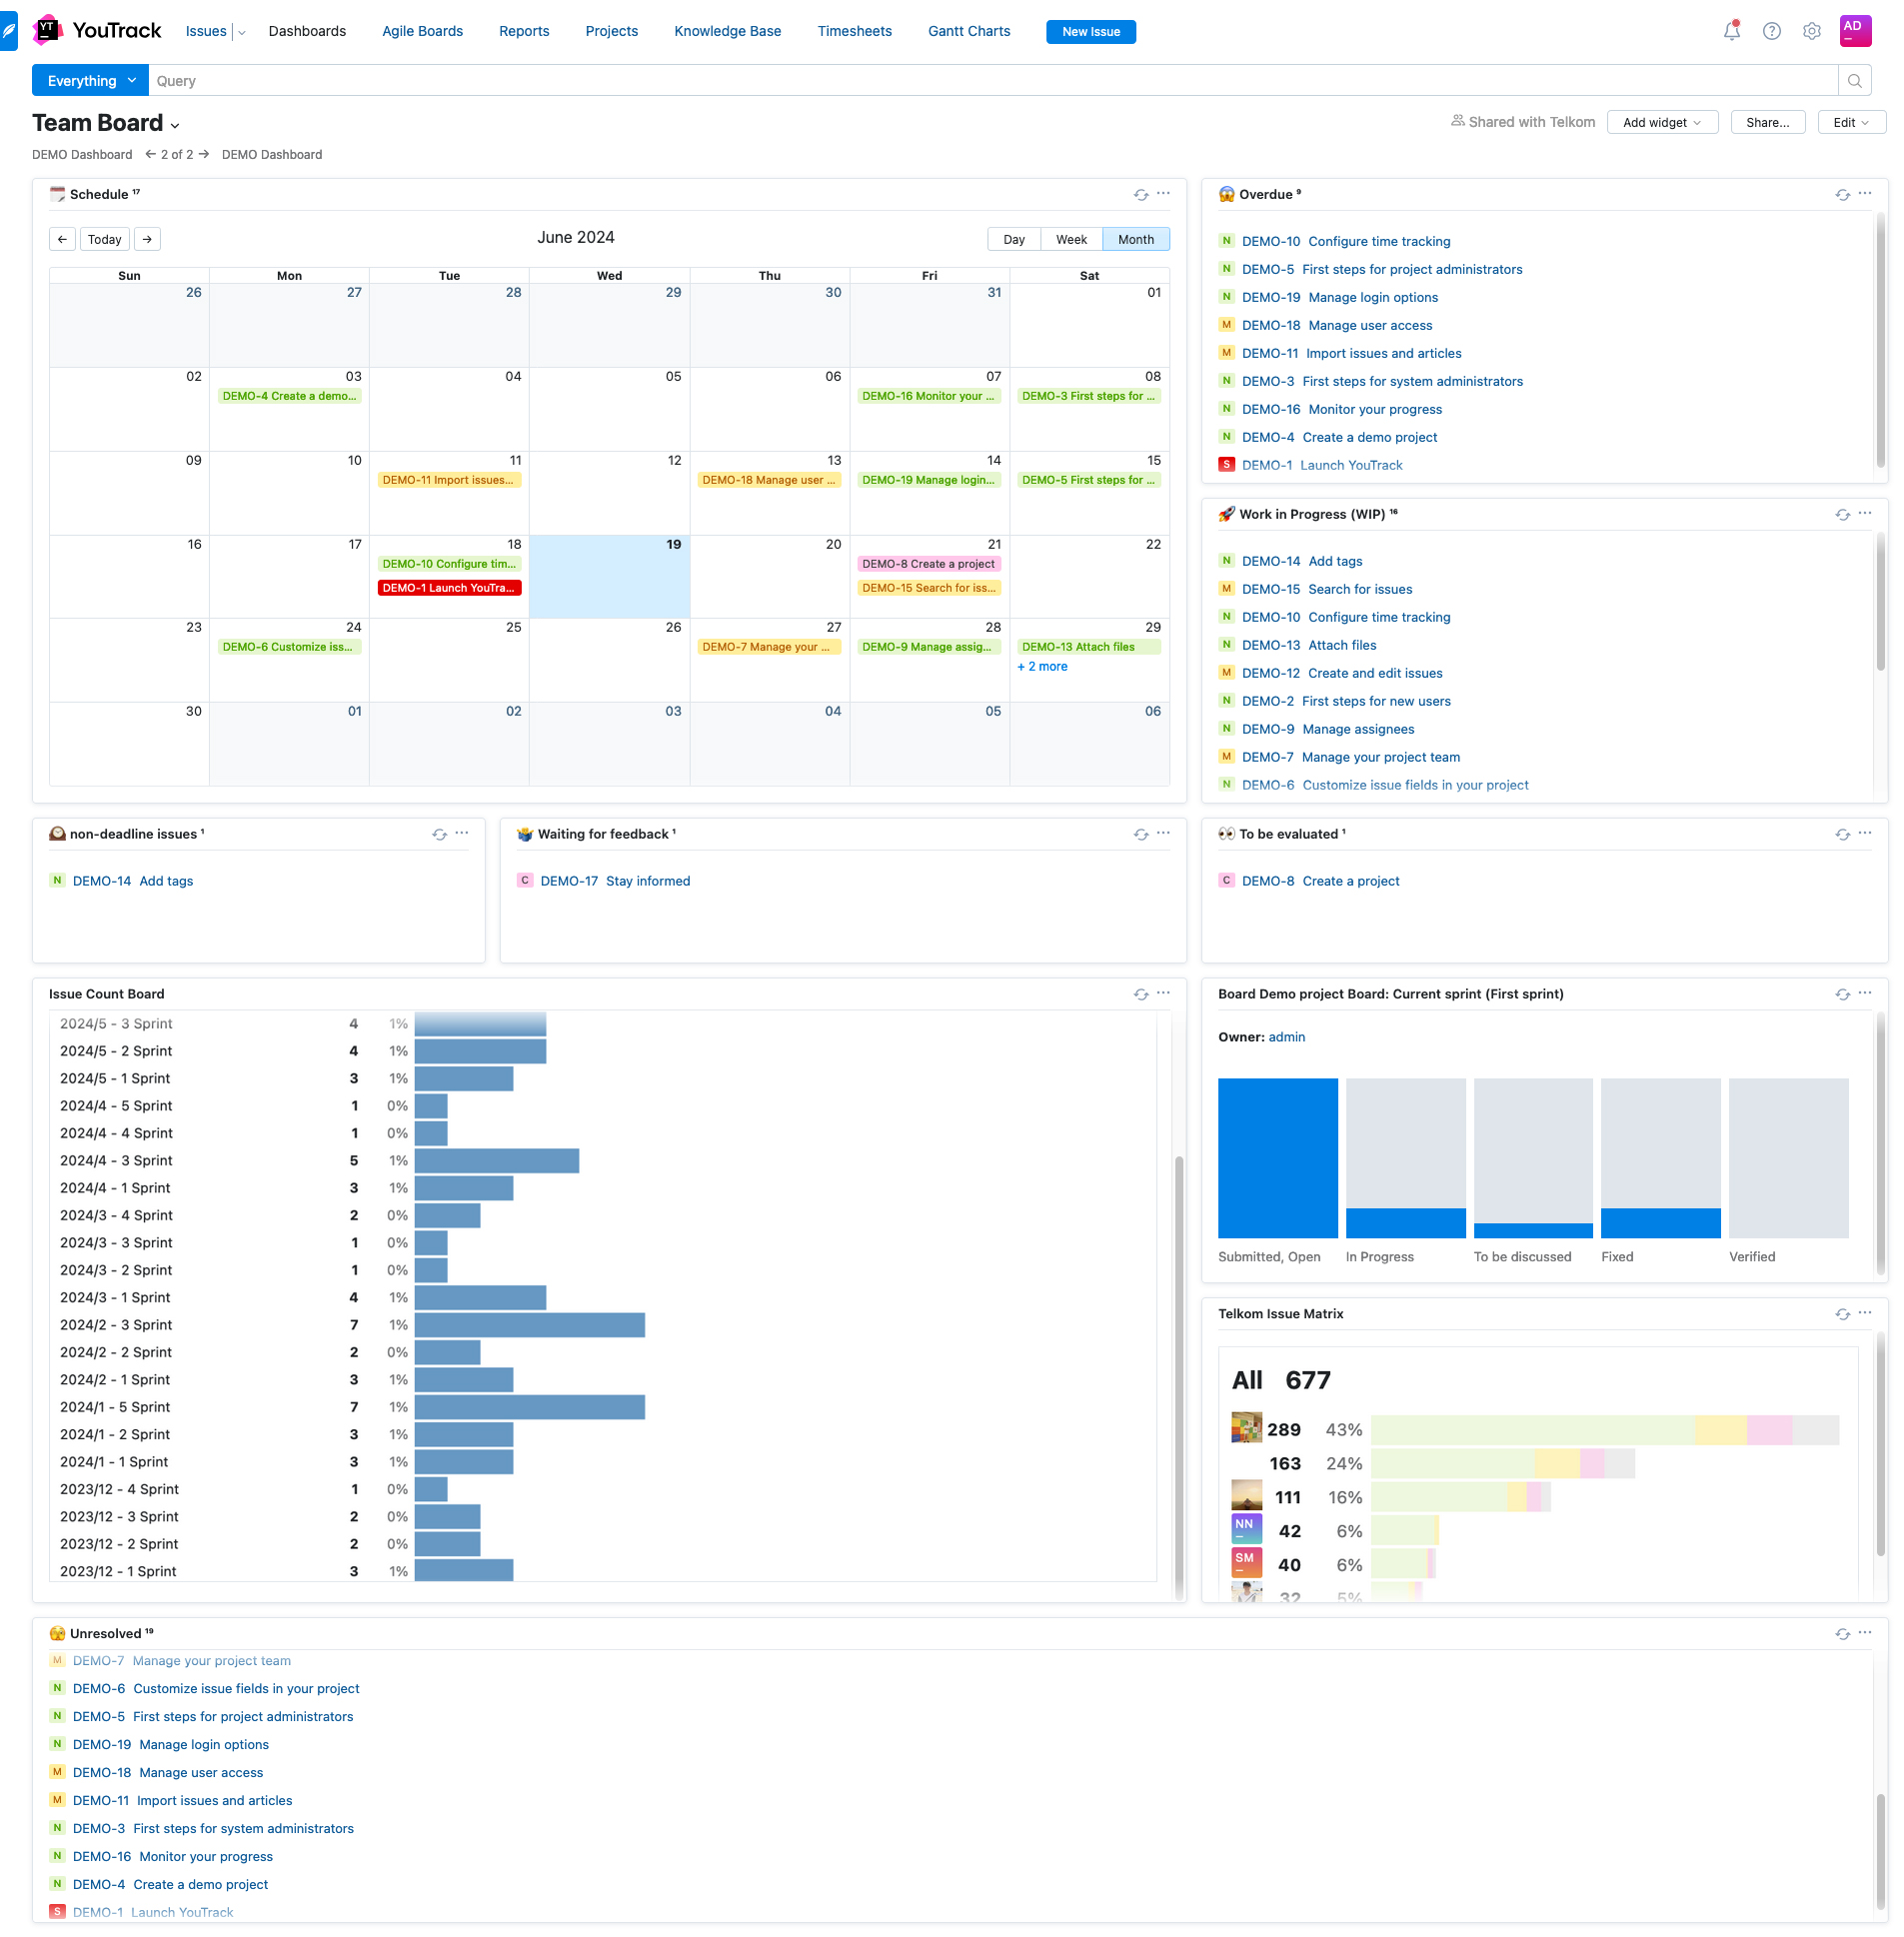 YT YouTrack Issues Dashboards Agile Boards Reports Projects Knowledge Base Timesheets Gantt Charts New Issue AD
Everything Query
Team Board Shared with Telkom Add widget Share... Edit
DEMO Dashboard ← 2 of 2 → DEMO Dashboard
Schedule 17
← Today → June 2024 Day Week Month
Sun Mon Tue Wed Thu Fri Sat
26 27 28 29 30 31 01
02 03 04 05 06 07 08
DEMO-4 Create a demo... DEMO-16 Monitor your ... DEMO-3 First steps for ...
09 10 11 12 13 14 15
DEMO-11 Import issues... DEMO-18 Manage user ... DEMO-19 Manage login... DEMO-5 First steps for ...
16 17 18 19 20 21 22
DEMO-10 Configure tim... DEMO-8 Create a project
DEMO-1 Launch YouTra... DEMO-15 Search for iss...
23 24 25 26 27 28 29
DEMO-6 Customize iss... DEMO-7 Manage your ... DEMO-9 Manage assig... DEMO-13 Attach files
+ 2 more
30 01 02 03 04 05 06
Overdue 9
N DEMO-10 Configure time tracking
N DEMO-5 First steps for project administrators
N DEMO-19 Manage login options
M DEMO-18 Manage user access
M DEMO-11 Import issues and articles
N DEMO-3 First steps for system administrators
N DEMO-16 Monitor your progress
N DEMO-4 Create a demo project
S DEMO-1 Launch YouTrack
Work in Progress (WIP) 16
N DEMO-14 Add tags
M DEMO-15 Search for issues
N DEMO-10 Configure time tracking
N DEMO-13 Attach files
M DEMO-12 Create and edit issues
N DEMO-2 First steps for new users
N DEMO-9 Manage assignees
M DEMO-7 Manage your project team
N DEMO-6 Customize issue fields in your project
non-deadline issues 1
N DEMO-14 Add tags
Waiting for feedback 1
C DEMO-17 Stay informed
To be evaluated 1
C DEMO-8 Create a project
Issue Count Board
2024/5 - 3 Sprint 4 1%
2024/5 - 2 Sprint 4 1%
2024/5 - 1 Sprint 3 1%
2024/4 - 5 Sprint 1 0%
2024/4 - 4 Sprint 1 0%
2024/4 - 3 Sprint 5 1%
2024/4 - 1 Sprint 3 1%
2024/3 - 4 Sprint 2 0%
2024/3 - 3 Sprint 1 0%
2024/3 - 2 Sprint 1 0%
2024/3 - 1 Sprint 4 1%
2024/2 - 3 Sprint 7 1%
2024/2 - 2 Sprint 2 0%
2024/2 - 1 Sprint 3 1%
2024/1 - 5 Sprint 7 1%
2024/1 - 2 Sprint 3 1%
2024/1 - 1 Sprint 3 1%
2023/12 - 4 Sprint 1 0%
2023/12 - 3 Sprint 2 0%
2023/12 - 2 Sprint 2 0%
2023/12 - 1 Sprint 3 1%
Board Demo project Board: Current sprint (First sprint)
Owner: admin
Submitted, Open In Progress To be discussed Fixed Verified
Telkom Issue Matrix
All 677
289 43%
163 24%
111 16%
NN 42 6%
SM 40 6%
32 5%
Unresolved 19
M DEMO-7 Manage your project team
N DEMO-6 Customize issue fields in your project
N DEMO-5 First steps for project administrators
N DEMO-19 Manage login options
M DEMO-18 Manage user access
M DEMO-11 Import issues and articles
N DEMO-3 First steps for system administrators
N DEMO-16 Monitor your progress
N DEMO-4 Create a demo project
S DEMO-1 Launch YouTrack